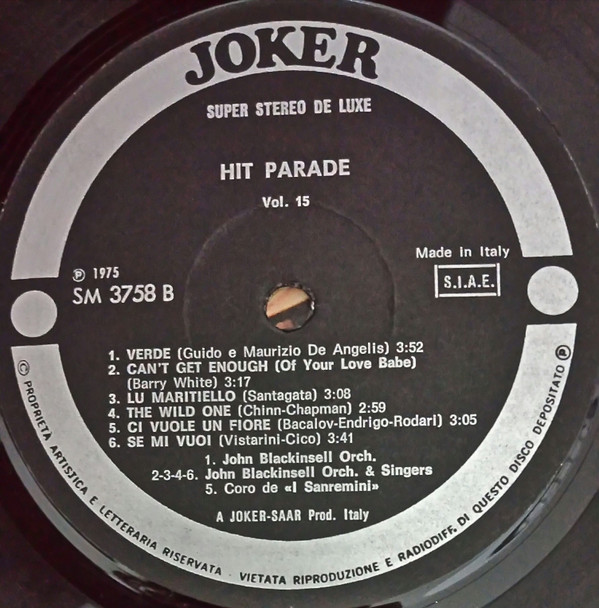 JOKER
SUPER STEREO DE LUXE
HIT PARADE
Vol. 15
Ⓟ 1975
SM 3758 B
Made in Italy
S.I.A.E.
1. VERDE (Guido e Maurizio De Angelis) 3:52
2. CAN'T GET ENOUGH (Of Your Love Babe)
(Barry White) 3:17
3. LU MARITIELLO (Santagata) 3:08
4. THE WILD ONE (Chinn-Chapman) 2:59
5. CI VUOLE UN FIORE (Bacalov-Endrigo-Rodari) 3:05
6. SE MI VUOI (Vistarini-Cico) 3:41
1. John Blackinsell Orch.
2-3-4-6. John Blackinsell Orch. & Singers
5. Coro de «I Sanremini»
A JOKER-SAAR Prod. Italy
© PROPRIETÀ ARTISTICA E LETTERARIA RISERVATA · VIETATA RIPRODUZIONE E RADIODIFF. DI QUESTO DISCO DEPOSITATO Ⓟ